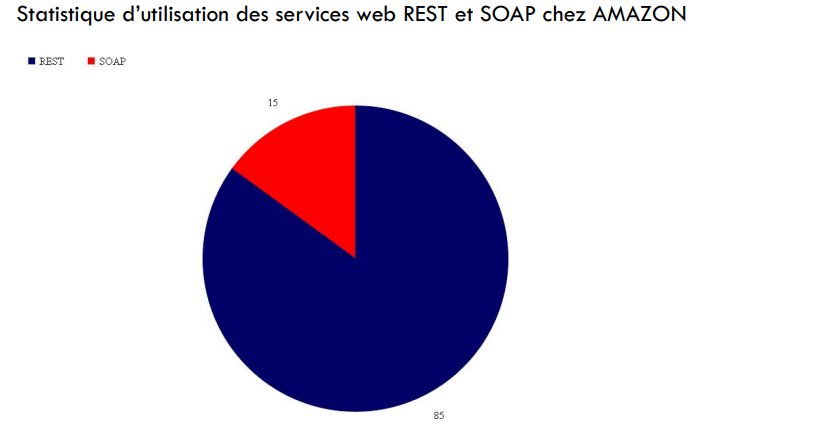 Statistique d’utilisation des services web REST et SOAP chez AMAZON
REST SOAP
15
85